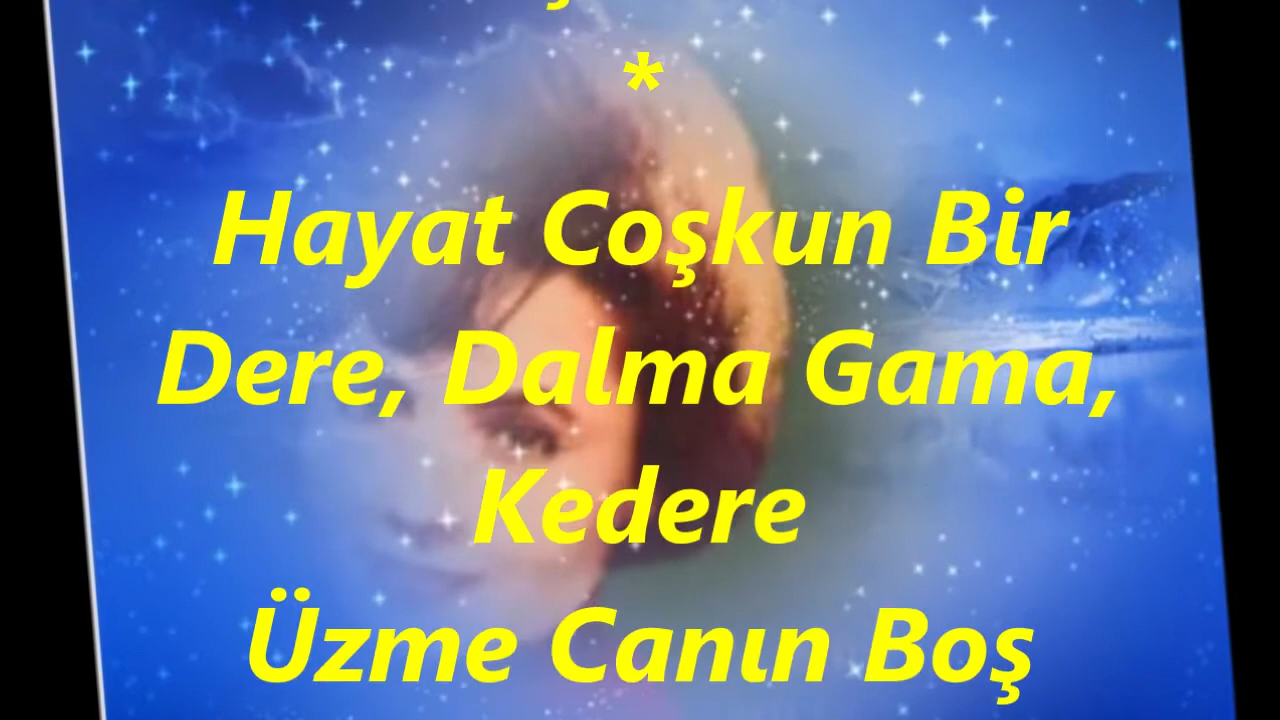 *
Hayat Coşkun Bir
Dere, Dalma Gama,
Kedere
Üzme Canın Boş